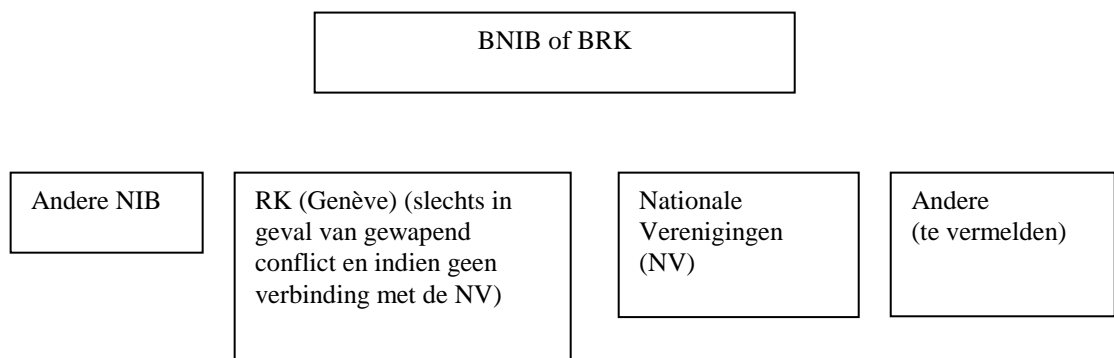 BNIB of BRK
Andere NIB
RK (Genève) (slechts in
geval van gewapend
conflict en indien geen
verbinding met de NV)
Nationale
Verenigingen
(NV)
Andere
(te vermelden)